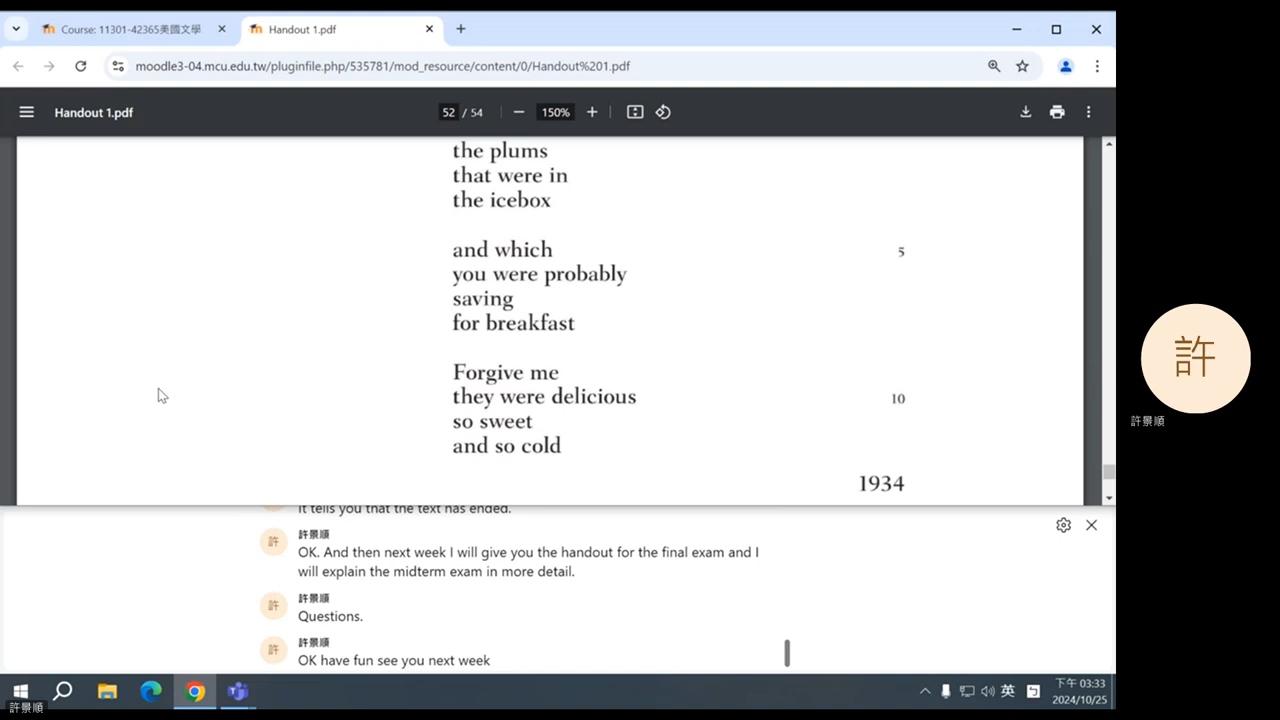 Course: 11301-42365美國文學
Handout 1.pdf
moodle3-04.mcu.edu.tw/pluginfile.php/535781/mod_resource/content/0/Handout%201.pdf
Handout 1.pdf
52 / 54
150%
the plums
that were in
the icebox
and which 5
you were probably
saving
for breakfast
Forgive me
they were delicious 10
so sweet
and so cold
1934
許
許景順
It tells you that the text has ended.
許
許景順
OK. And then next week I will give you the handout for the final exam and I
will explain the midterm exam in more detail.
許
許景順
Questions.
許
許景順
OK have fun see you next week
英
下午 03:33
2024/10/25
許景順